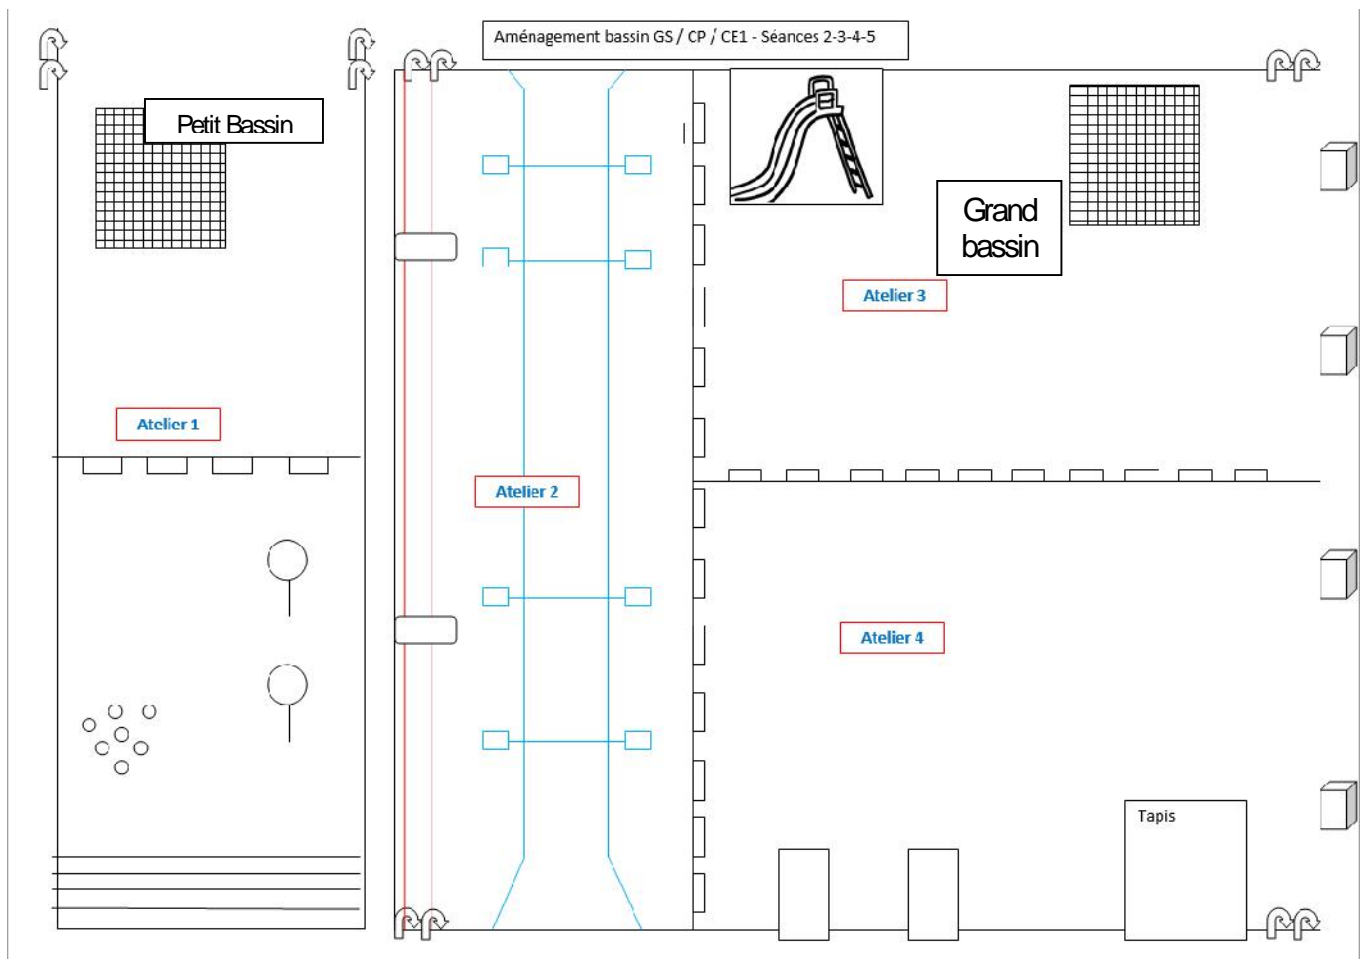 Aménagement bassin GS / CP / CE1 - Séances 2-3-4-5
Petit Bassin
Grand
bassin
Atelier 3
Atelier 1
Atelier 2
Atelier 4
Tapis